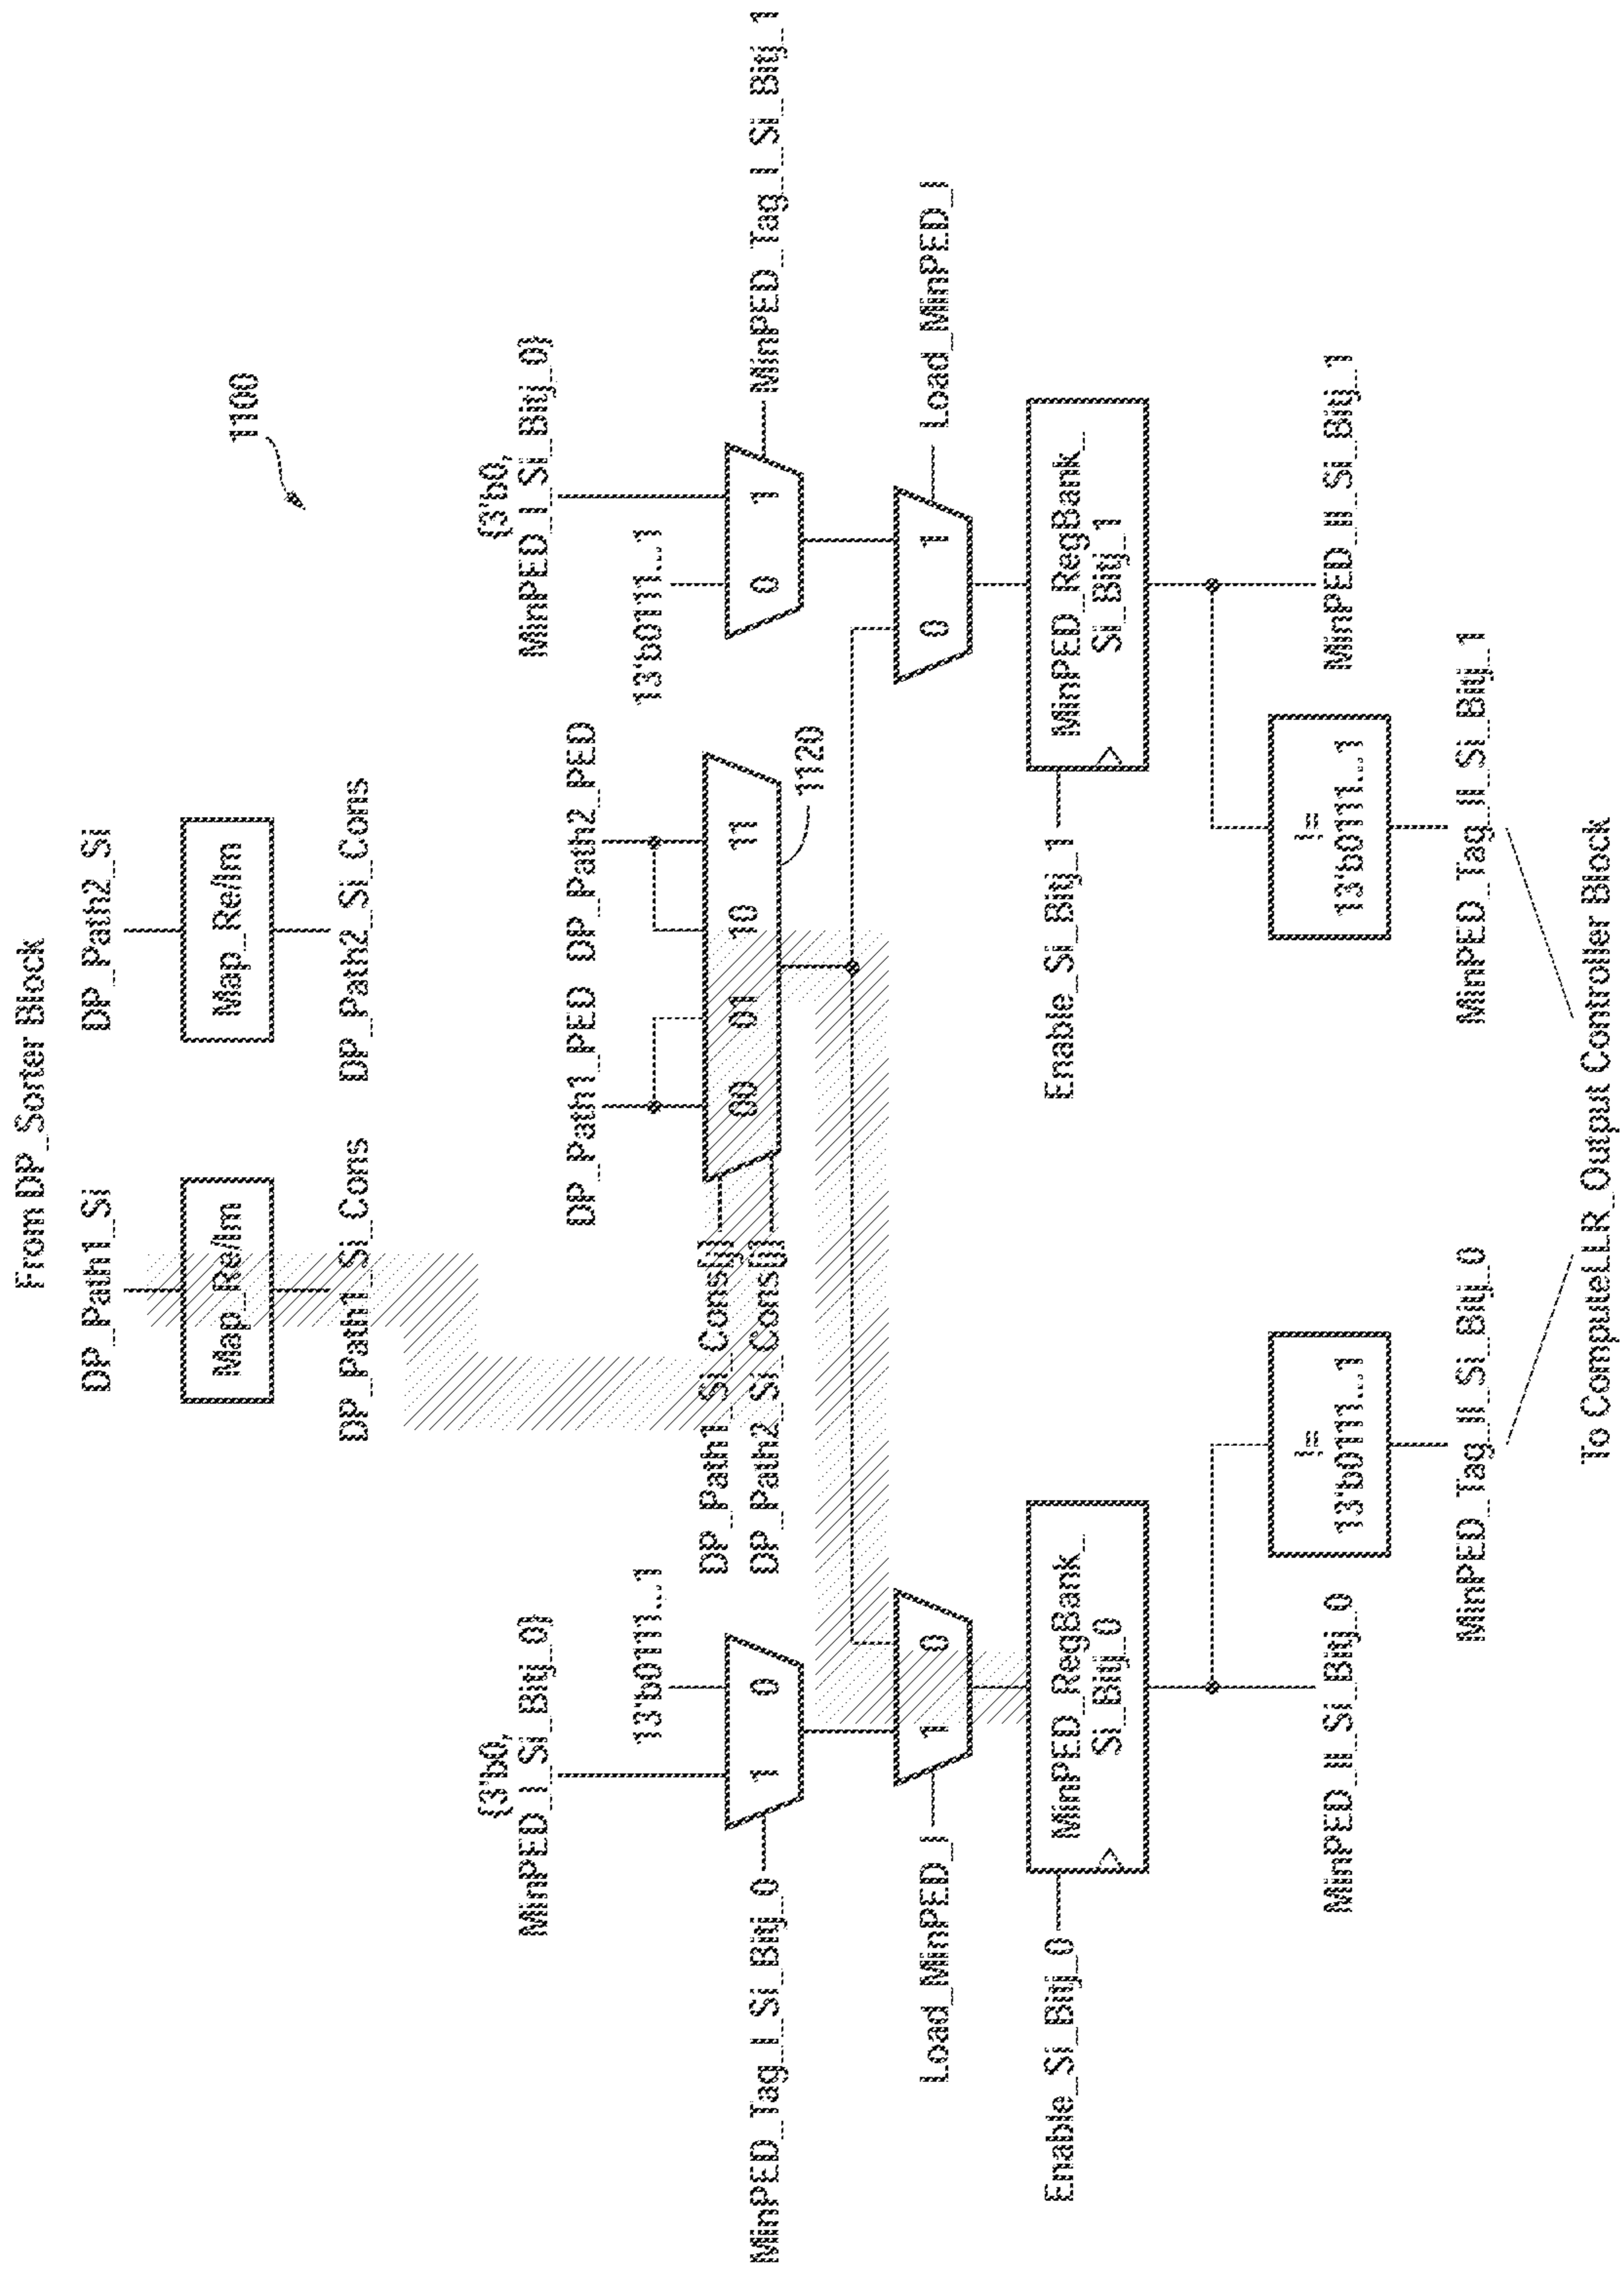 1100
From DP_Sorter Block
DP_Path1_Si
DP_Path2_Si
Map_Re/Im
Map_Re/Im
DP_Path1_Si_Cons
DP_Path2_Si_Cons
{3'b0,
MinPED_I_Si_Bitj_0}
{3'b0,
MinPED_I_Si_Bitj_0}
DP_Path1_PED
DP_Path2_PED
13'b0111...1
13'b0111...1
DP_Path1_Si_Cons[j]
DP_Path2_Si_Cons[j]
MinPED_Tag_I_Si_Bitj_0
1 0
00 01 10 11
0 1
MinPED_Tag_I_Si_Bitj_1
1120
Load_MinPED_I
1 0
0 1
Load_MinPED_I
Enable_Si_Bitj_0
MinPED_RegBank_
Si_Bitj_0
Enable_Si_Bitj_1
MinPED_RegBank_
Si_Bitj_1
!=
13'b0111...1
!=
13'b0111...1
MinPED_II_Si_Bitj_0
MinPED_II_Si_Bitj_1
MinPED_Tag_II_Si_Bitj_0
MinPED_Tag_II_Si_Bitj_1
To ComputeLLR_Output Controller Block